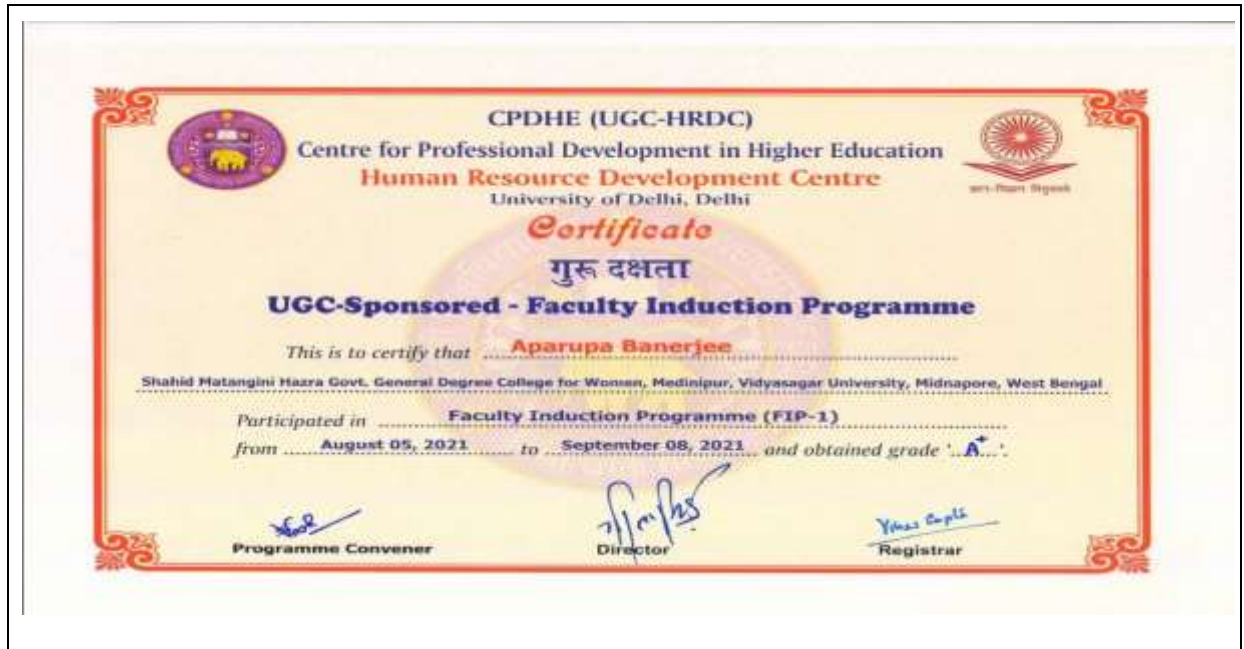 CPDHE (UGC-HRDC)
Centre for Professional Development in Higher Education
Human Resource Development Centre
University of Delhi, Delhi
Certificate
गुरू दक्षता
UGC-Sponsored - Faculty Induction Programme
This is to certify that Aparupa Banerjee
Shahid Matangini Hazra Govt. General Degree College for Women, Medinipur, Vidyasagar University, Midnapore, West Bengal
Participated in Faculty Induction Programme (FIP-1)
from August 05, 2021 to September 08, 2021 and obtained grade 'A+'.
Programme Convener
Director
Registrar
ज्ञान-विज्ञान विमुक्तये